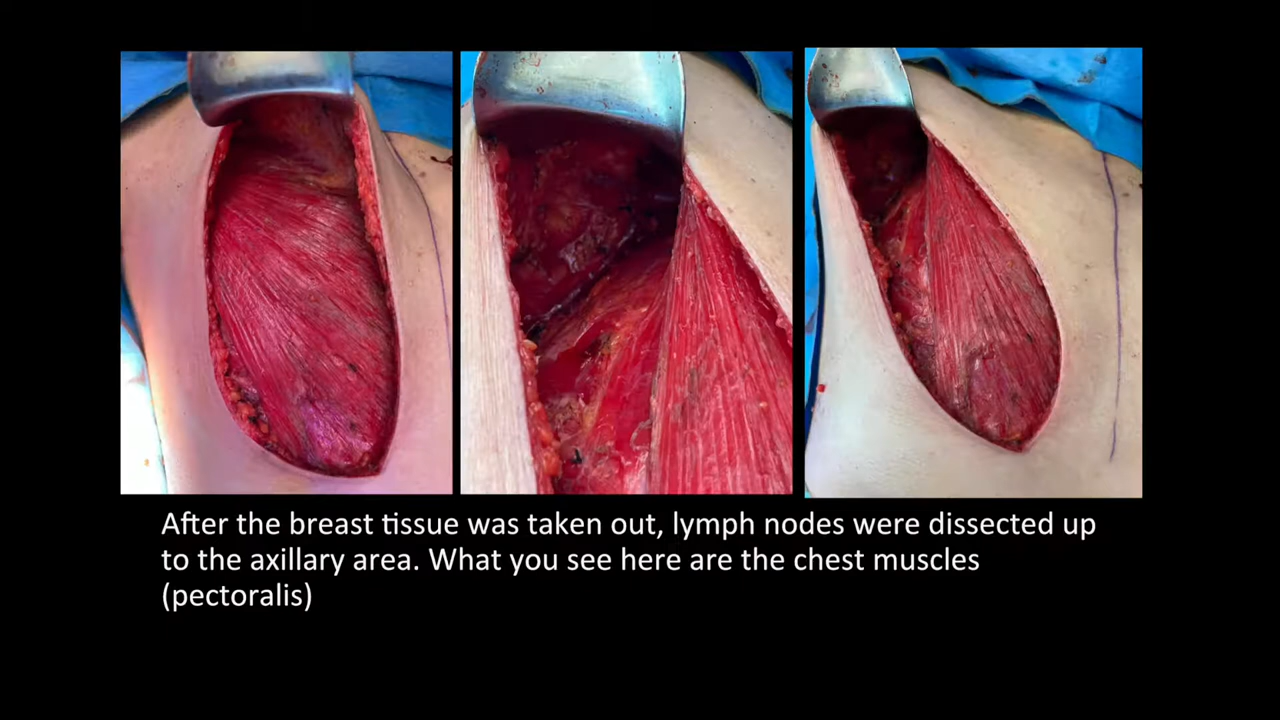 After the breast tissue was taken out, lymph nodes were dissected up
to the axillary area. What you see here are the chest muscles
(pectoralis)